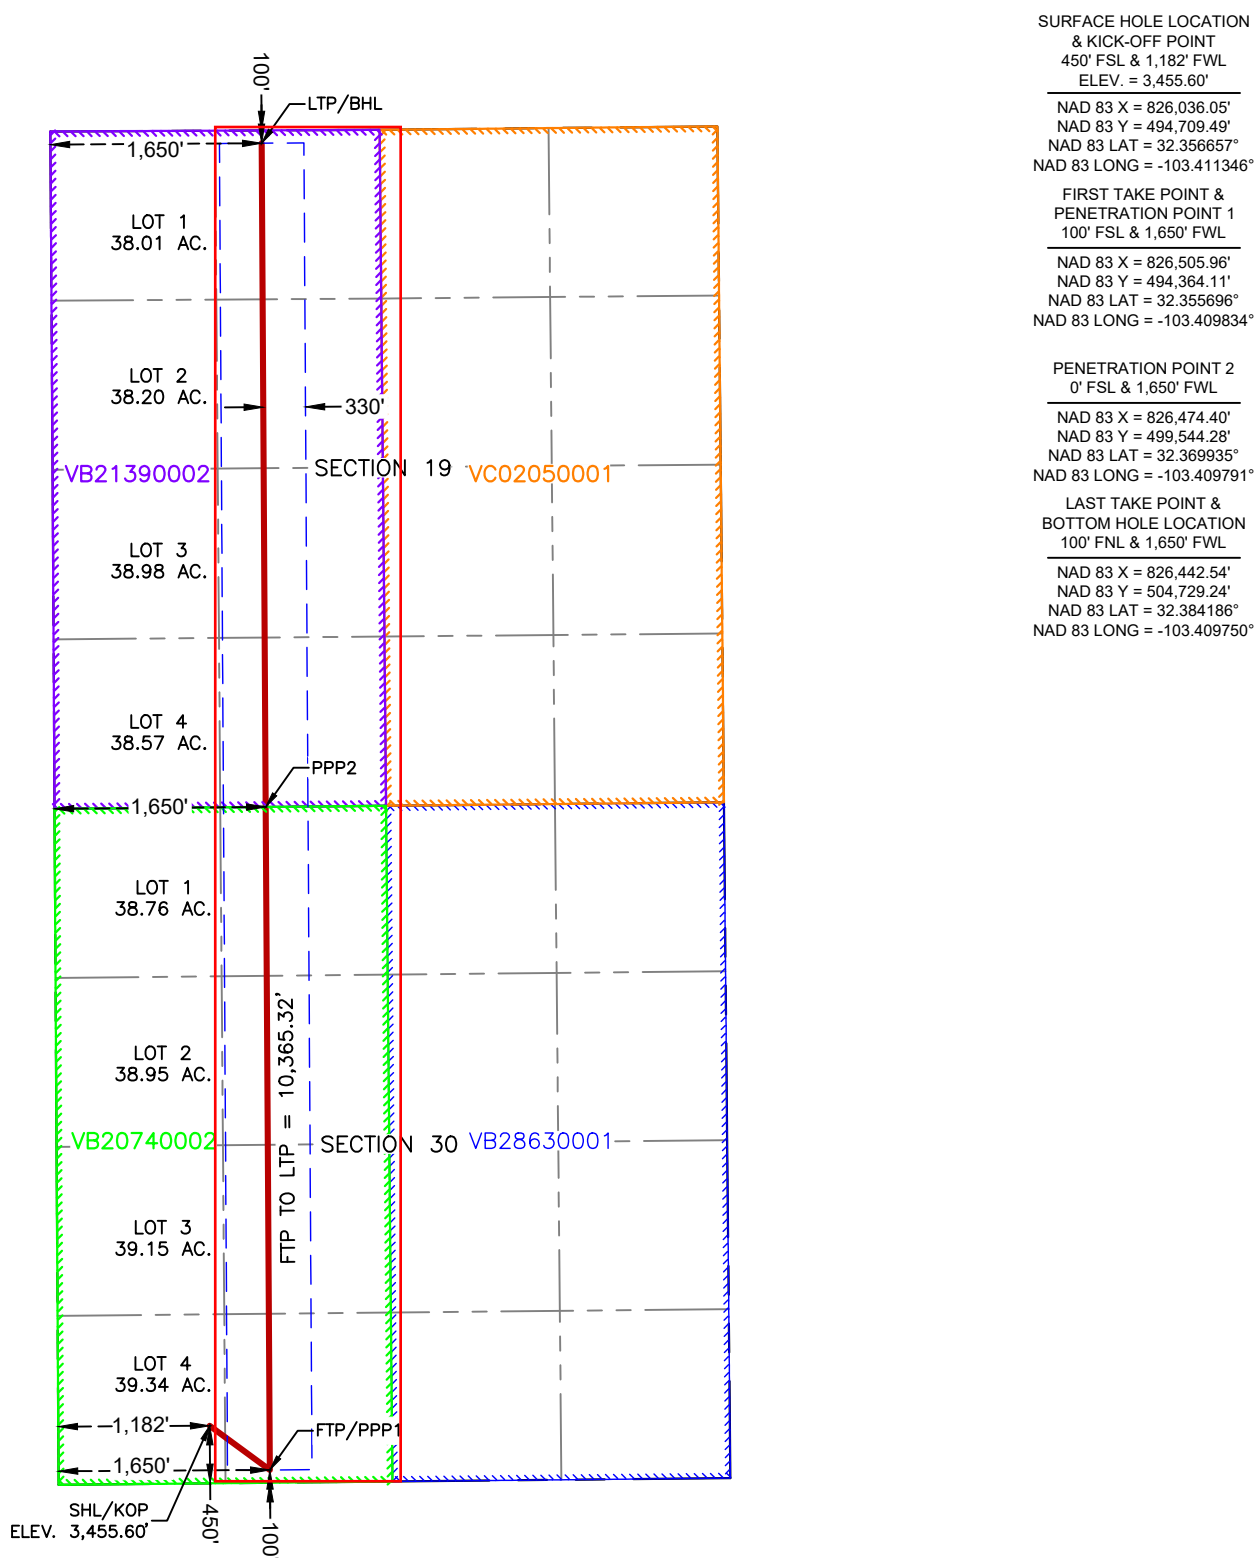 SURFACE HOLE LOCATION
& KICK-OFF POINT
450' FSL & 1,182' FWL
ELEV. = 3,455.60'
NAD 83 X = 826,036.05'
NAD 83 Y = 494,709.49'
NAD 83 LAT = 32.356657°
NAD 83 LONG = -103.411346°
FIRST TAKE POINT &
PENETRATION POINT 1
100' FSL & 1,650' FWL
NAD 83 X = 826,505.96'
NAD 83 Y = 494,364.11'
NAD 83 LAT = 32.355696°
NAD 83 LONG = -103.409834°
PENETRATION POINT 2
0' FSL & 1,650' FWL
NAD 83 X = 826,474.40'
NAD 83 Y = 499,544.28'
NAD 83 LAT = 32.369935°
NAD 83 LONG = -103.409791°
LAST TAKE POINT &
BOTTOM HOLE LOCATION
100' FNL & 1,650' FWL
NAD 83 X = 826,442.54'
NAD 83 Y = 504,729.24'
NAD 83 LAT = 32.384186°
NAD 83 LONG = -103.409750°
100'
LTP/BHL
1,650'
LOT 1
38.01 AC.
LOT 2
38.20 AC.
330'
VB21390002
SECTION 19
VC02050001
LOT 3
38.98 AC.
LOT 4
38.57 AC.
PPP2
1,650'
LOT 1
38.76 AC.
FTP TO LTP = 10,365.32'
LOT 2
38.95 AC.
VB20740002
SECTION 30
VB28630001
LOT 3
39.15 AC.
LOT 4
39.34 AC.
1,182'
FTP/PPP1
1,650'
SHL/KOP
ELEV. 3,455.60'
450'
100'